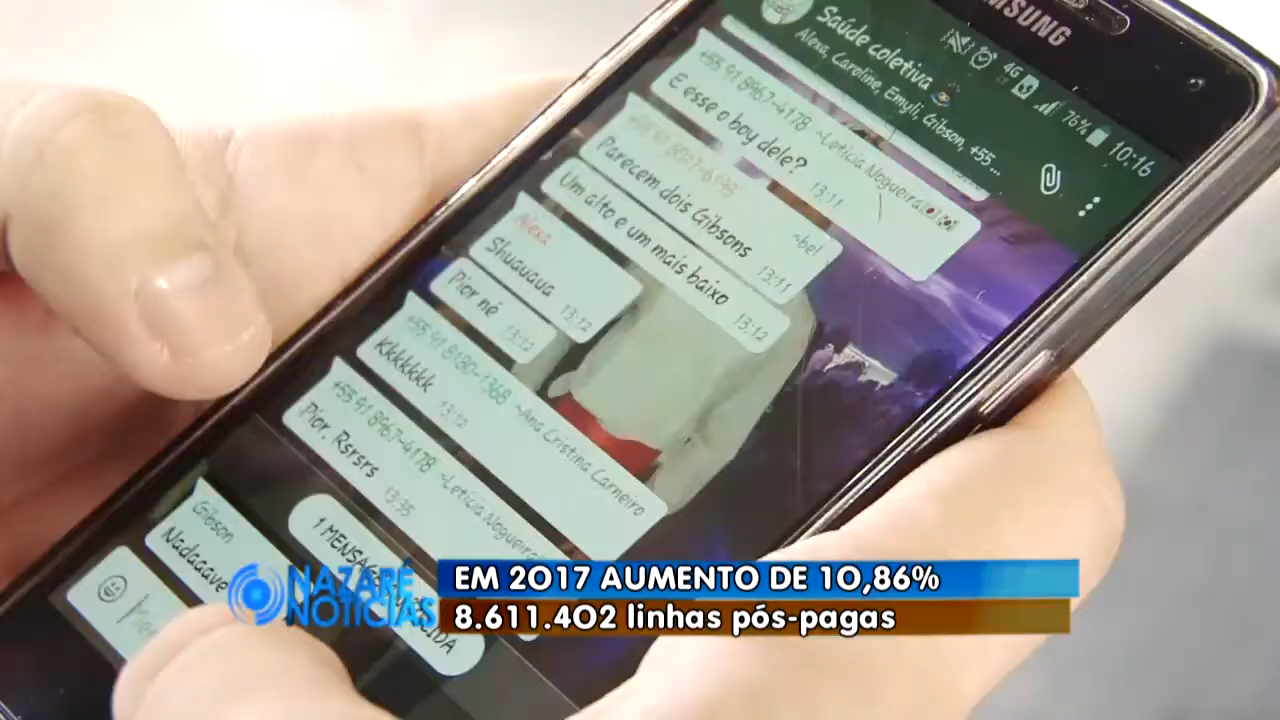 SAMSUNG
4G
76%
10:16
Saúde coletiva
Alexa, Caroline, Emyli, Gibson, +55...
+55 91 8967-4178 ~Letícia Nogueira
E esse o boy dele?
13:11
~bel
Parecem dois Gibsons
13:11
Um alto e um mais baixo
13:12
Alexa
Shuauaua
13:12
Pior né
13:12
+55 91 8180-1368 ~Ana Cristina Carneiro
Kkkkkkk
13:12
+55 91 8967-4178 ~Letícia Nogueira
Pior. Rsrsrs
13:35
1 MENSAGEM
Gibson
Nadaaave
NAZARÉ
NOTÍCIAS
EM 2017 AUMENTO DE 10,86%
8.611.402 linhas pós-pagas